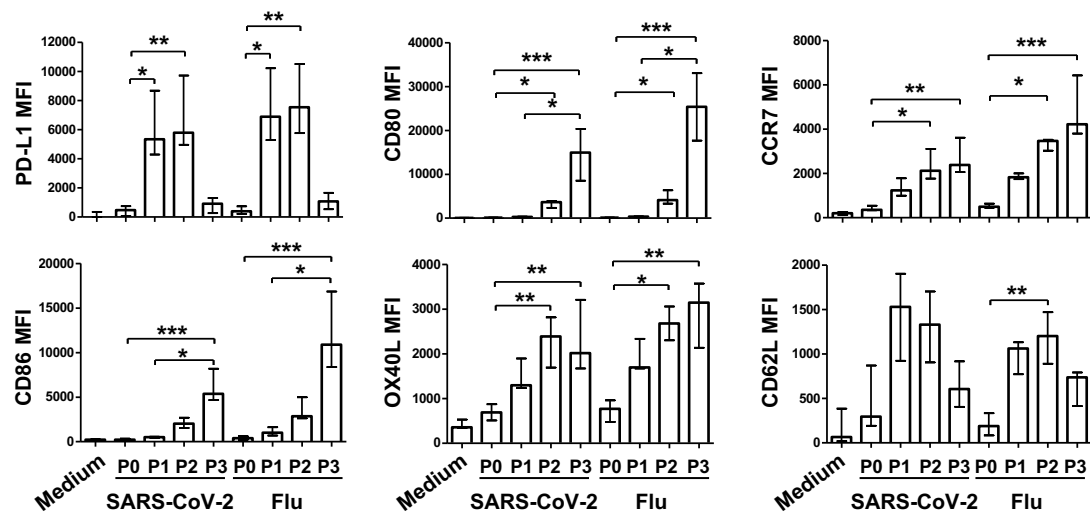 PD-L1 MFI
12000
10000
8000
6000
4000
2000
0
* ** * **
CD80 MFI
40000
30000
20000
10000
0
*** * * *** * *
CCR7 MFI
8000
6000
4000
2000
0
** * *** *
CD86 MFI
20000
15000
10000
5000
0
*** * *** *
Medium P0 P1 P2 P3 P0 P1 P2 P3
SARS-CoV-2 Flu
OX40L MFI
4000
3000
2000
1000
0
** ** ** *
Medium P0 P1 P2 P3 P0 P1 P2 P3
SARS-CoV-2 Flu
CD62L MFI
2000
1500
1000
500
0
**
Medium P0 P1 P2 P3 P0 P1 P2 P3
SARS-CoV-2 Flu